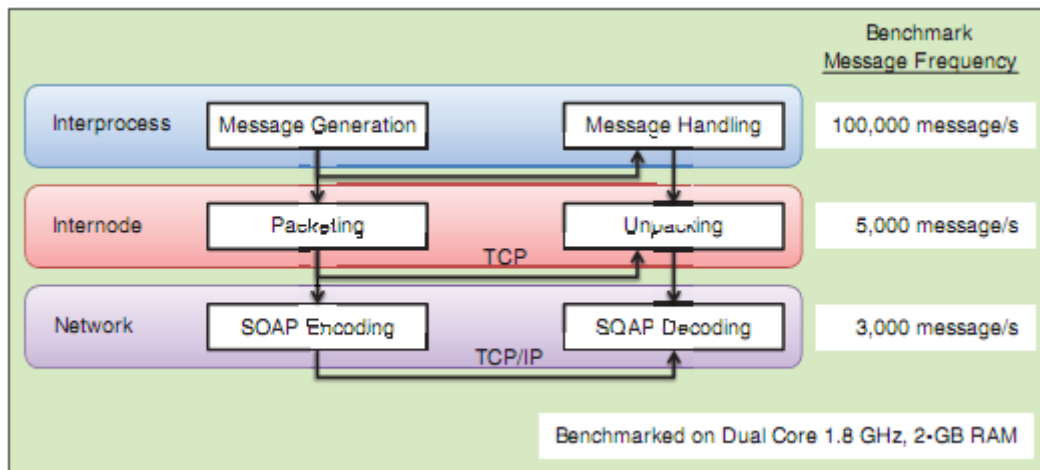 Benchmark
Message Frequency
Interprocess
Message Generation
Message Handling
100,000 message/s
Internode
Packeting
Unpacking
5,000 message/s
TCP
Network
SOAP Encoding
SOAP Decoding
3,000 message/s
TCP/IP
Benchmarked on Dual Core 1.8 GHz, 2-GB RAM